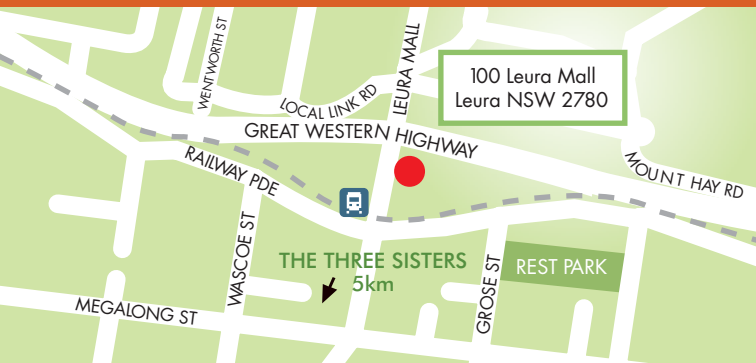 WENTWORTH ST
LEURA MALL
100 Leura Mall
Leura NSW 2780
LOCAL LINK RD
GREAT WESTERN HIGHWAY
MOUNT HAY RD
RAILWAY PDE
WASCOE ST
THE THREE SISTERS
5km
GROSE ST
REST PARK
MEGALONG ST